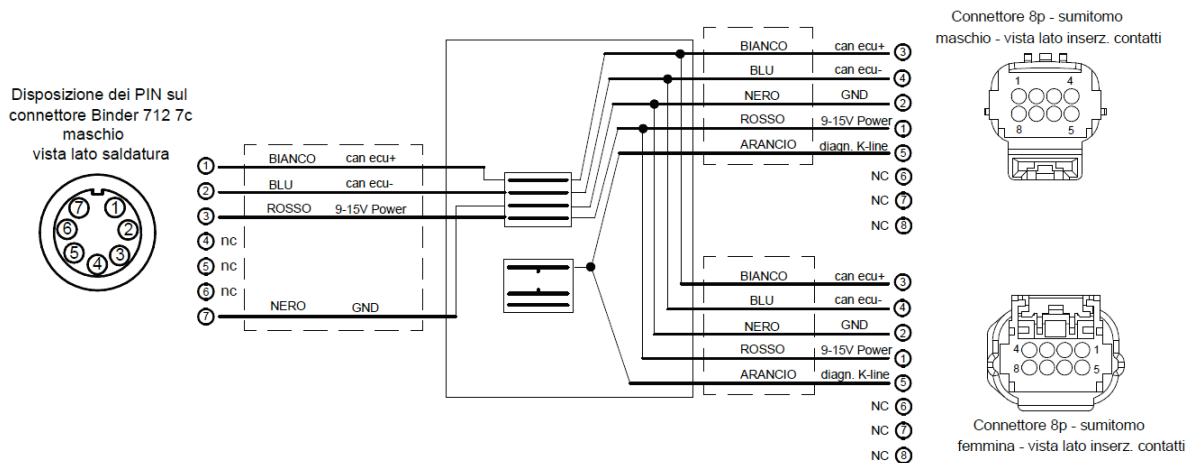 Disposizione dei PIN sul
connettore Binder 712 7c
maschio
vista lato saldatura
7 1
6 2
5 3
4
1 BIANCO can ecu+
2 BLU can ecu-
3 ROSSO 9-15V Power
4 nc
5 nc
6 nc
7 NERO GND
BIANCO can ecu+ 3
BLU can ecu- 4
NERO GND 2
ROSSO 9-15V Power 1
ARANCIO diagn. K-line 5
NC 6
NC 7
NC 8
BIANCO can ecu+ 3
BLU can ecu- 4
NERO GND 2
ROSSO 9-15V Power 1
ARANCIO diagn. K-line 5
NC 6
NC 7
NC 8
Connettore 8p - sumitomo
maschio - vista lato inserz. contatti
1 4
8 5
4 1
8 5
Connettore 8p - sumitomo
femmina - vista lato inserz. contatti